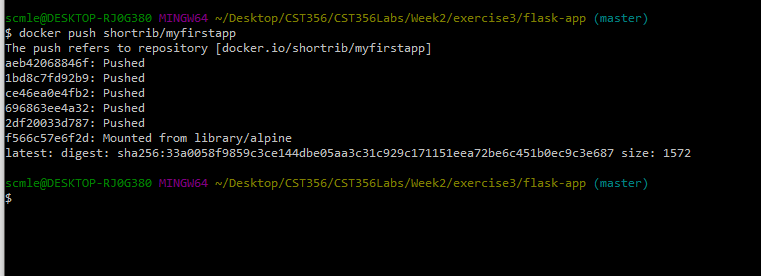 scmle@DESKTOP-RJ0G380 MINGW64 ~/Desktop/CST356/CST356Labs/Week2/exercise3/flask-app (master)
$ docker push shortrib/myfirstapp
The push refers to repository [docker.io/shortrib/myfirstapp]
aeb42068846f: Pushed
1bd8c7fd92b9: Pushed
ce46ea0e4fb2: Pushed
696863ee4a32: Pushed
2df20033d787: Pushed
f566c57e6f2d: Mounted from library/alpine
latest: digest: sha256:33a0058f9859c3ce144dbe05aa3c31c929c171151eea72be6c451b0ec9c3e687 size: 1572
scmle@DESKTOP-RJ0G380 MINGW64 ~/Desktop/CST356/CST356Labs/Week2/exercise3/flask-app (master)
$